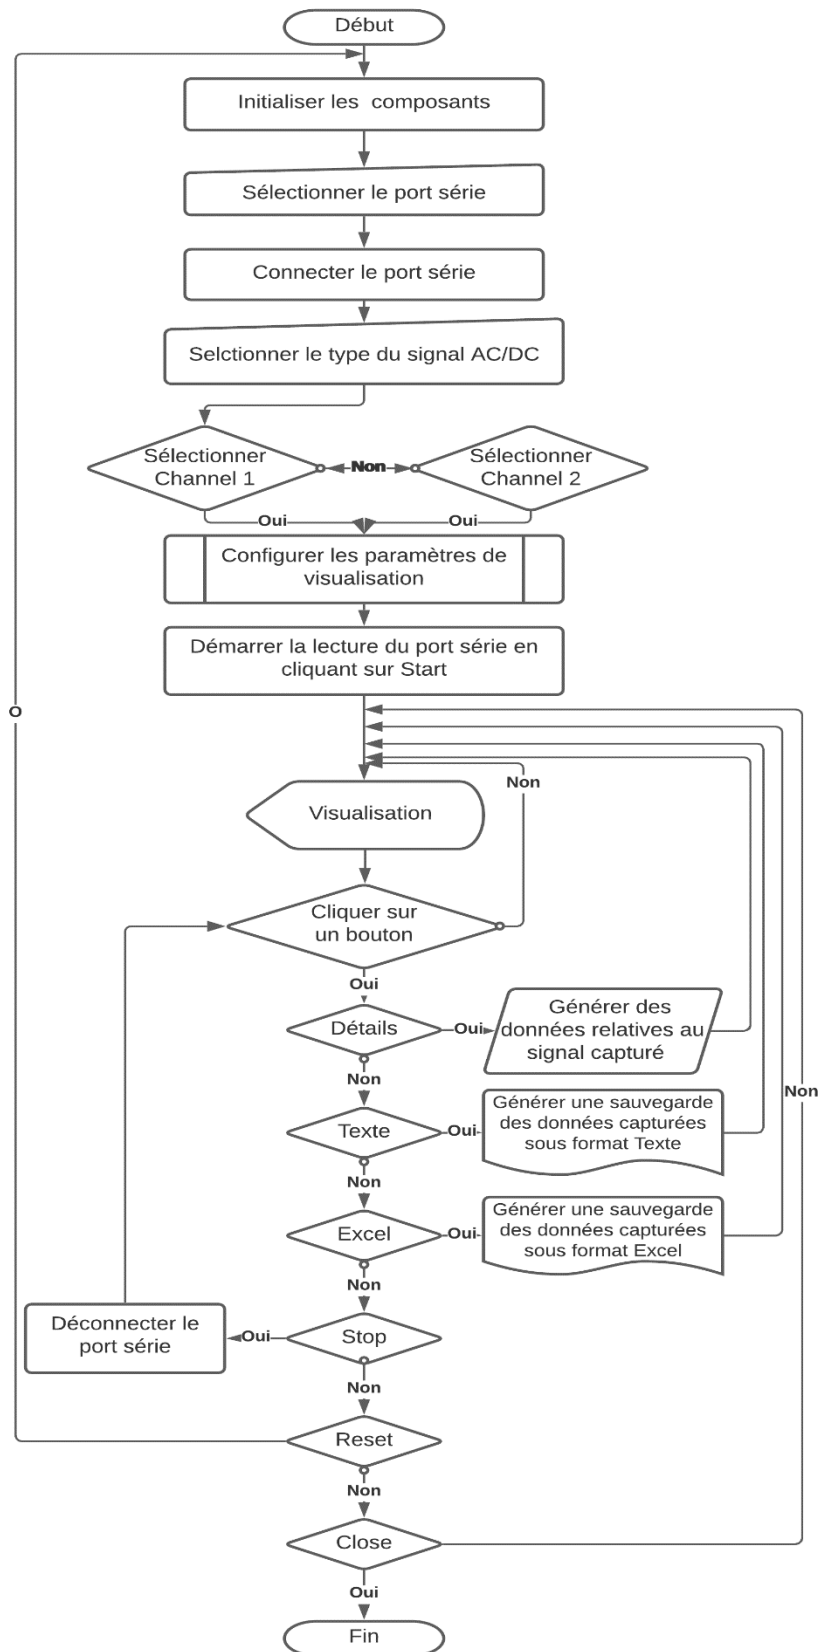 Début
Initialiser les composants
Sélectionner le port série
Connecter le port série
Selctionner le type du signal AC/DC
Sélectionner
Channel 1
Non
Sélectionner
Channel 2
Oui
Oui
Configurer les paramètres de
visualisation
Démarrer la lecture du port série en
cliquant sur Start
O
Non
Visualisation
Cliquer sur
un bouton
Oui
Détails
Oui
Générer des
données relatives au
signal capturé
Non
Non
Texte
Oui
Générer une sauvegarde
des données capturées
sous format Texte
Non
Excel
Oui
Générer une sauvegarde
des données capturées
sous format Excel
Non
Déconnecter le
port série
Oui
Stop
Non
Reset
Non
Close
Oui
Fin